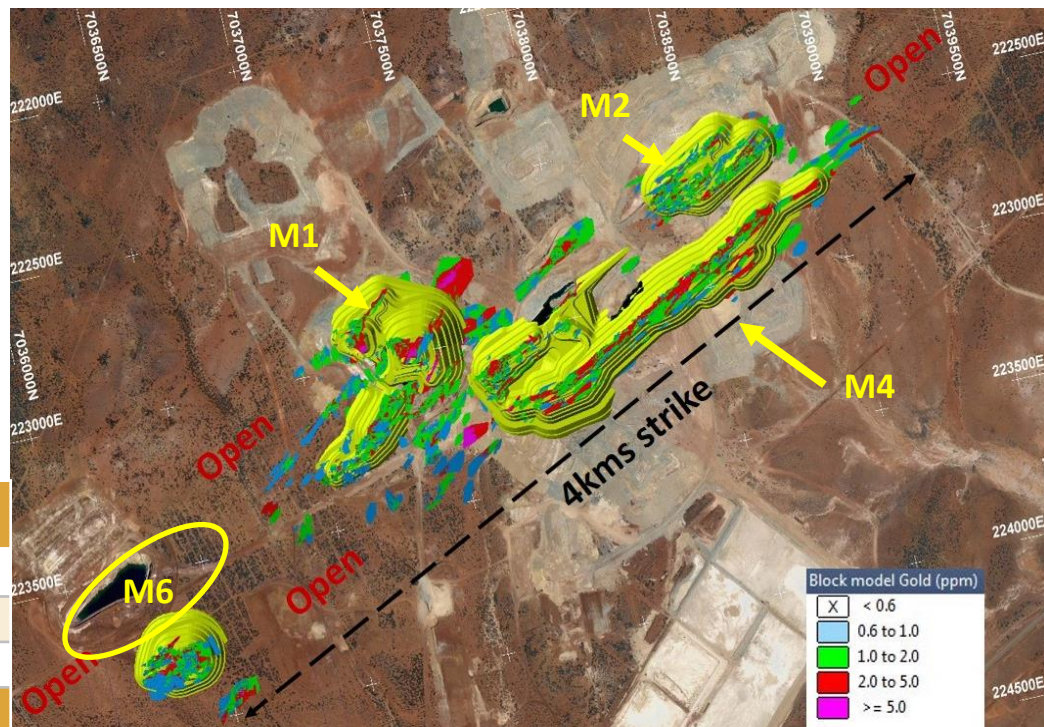 7036500N
7037000N
7037500N
7038000N
7038500N
7039000N
7039500N
222500E
222000E
Open
M2
223000E
M1
222500E
7036000N
223500E
M4
223000E
Open
4kms strike
224000E
223500E
M6
Open
Open
224500E
Block model Gold (ppm)
X < 0.6
0.6 to 1.0
1.0 to 2.0
2.0 to 5.0
>= 5.0